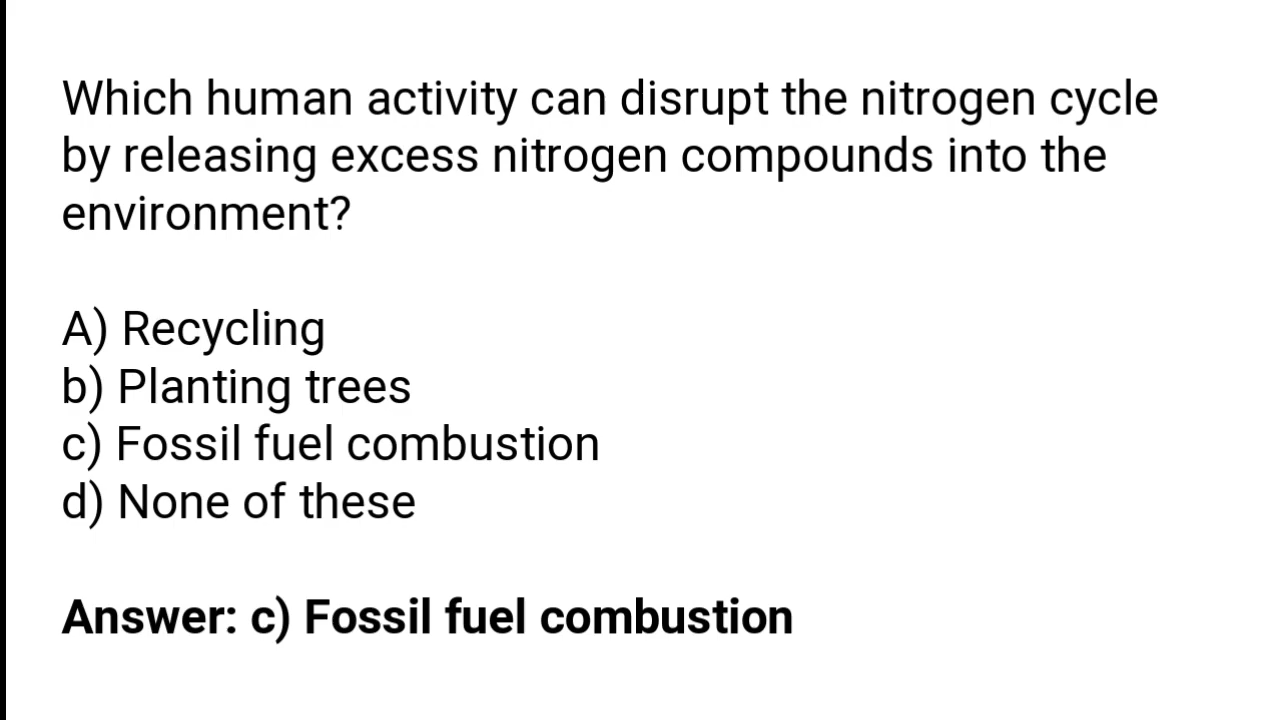 Which human activity can disrupt the nitrogen cycle
by releasing excess nitrogen compounds into the
environment?
A) Recycling
b) Planting trees
c) Fossil fuel combustion
d) None of these
Answer: c) Fossil fuel combustion